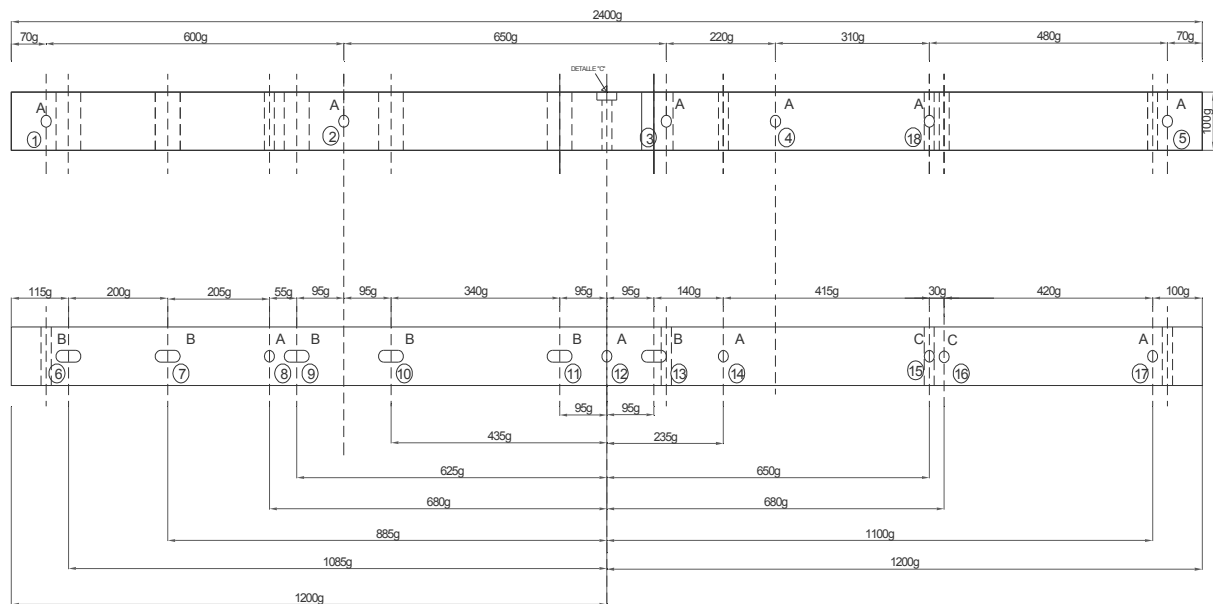 2400g
70g 600g 650g 220g 310g 480g 70g
DETALLE "C"
A A A A A A
1 2 3 4 18 5
100g
115g 200g 205g 55g 95g 95g 340g 95g 95g 140g 415g 30g 420g 100g
B B A B B B A B A C C A
6 7 8 9 10 11 12 13 14 15 16 17
95g 95g
435g 235g
625g 650g
680g 680g
885g 1100g
1085g 1200g
1200g